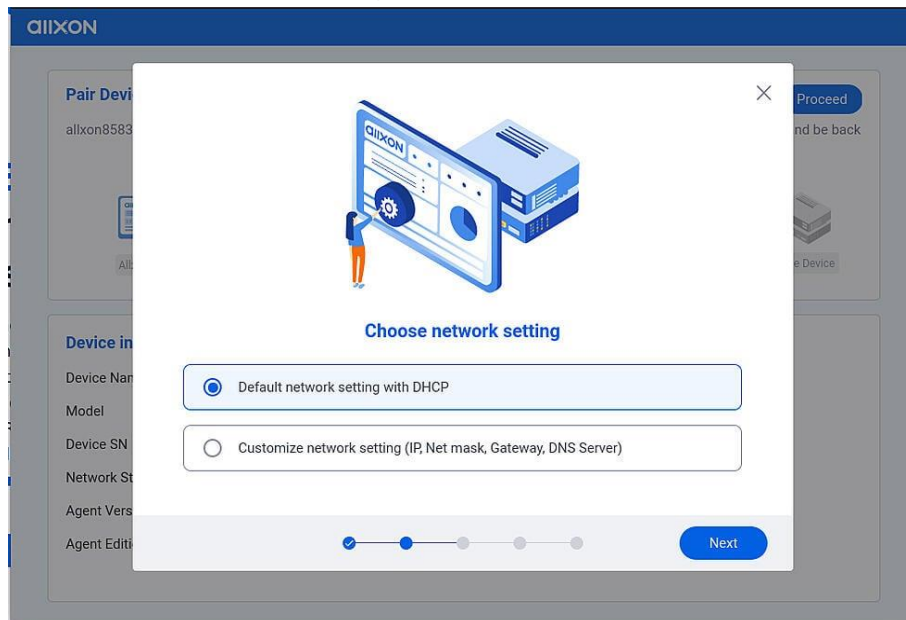 allxon
Pair Devi
Proceed
allxon8583
nd be back
allxon
All
e Device
Choose network setting
Device in
Device Nan
Default network setting with DHCP
Model
Device SN
Customize network setting (IP, Net mask, Gateway, DNS Server)
Network St
Agent Vers
Agent Editi
Next